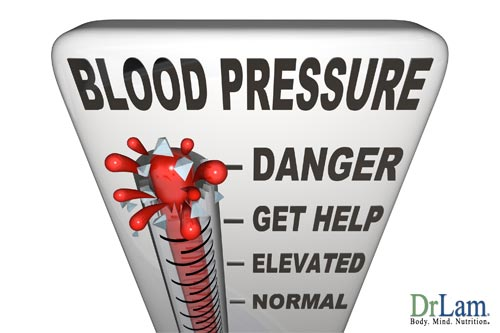 BLOOD PRESSURE
DANGER
GET HELP
ELEVATED
NORMAL
DrLam.
Body. Mind. Nutrition.